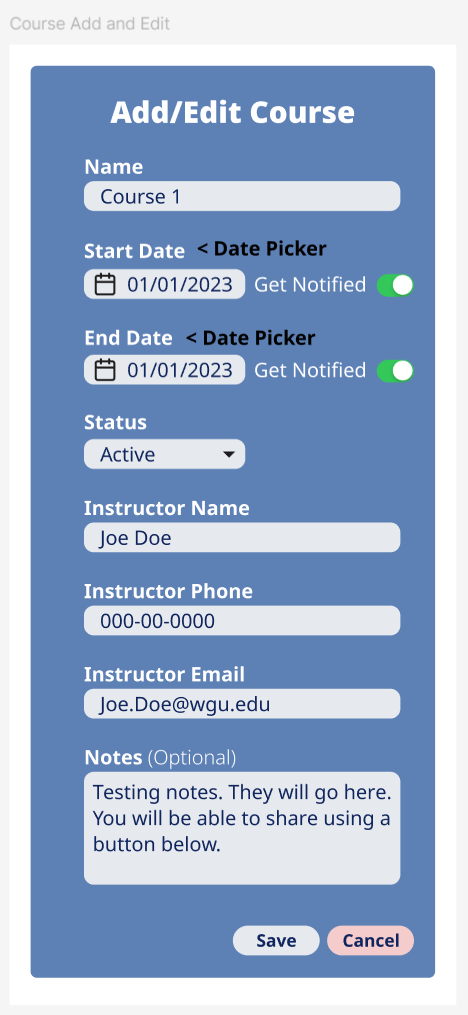 Course Add and Edit
Add/Edit Course
Name
Course 1
Start Date < Date Picker
01/01/2023 Get Notified
End Date < Date Picker
01/01/2023 Get Notified
Status
Active
Instructor Name
Joe Doe
Instructor Phone
000-00-0000
Instructor Email
Joe.Doe@wgu.edu
Notes (Optional)
Testing notes. They will go here.
You will be able to share using a
button below.
Save Cancel